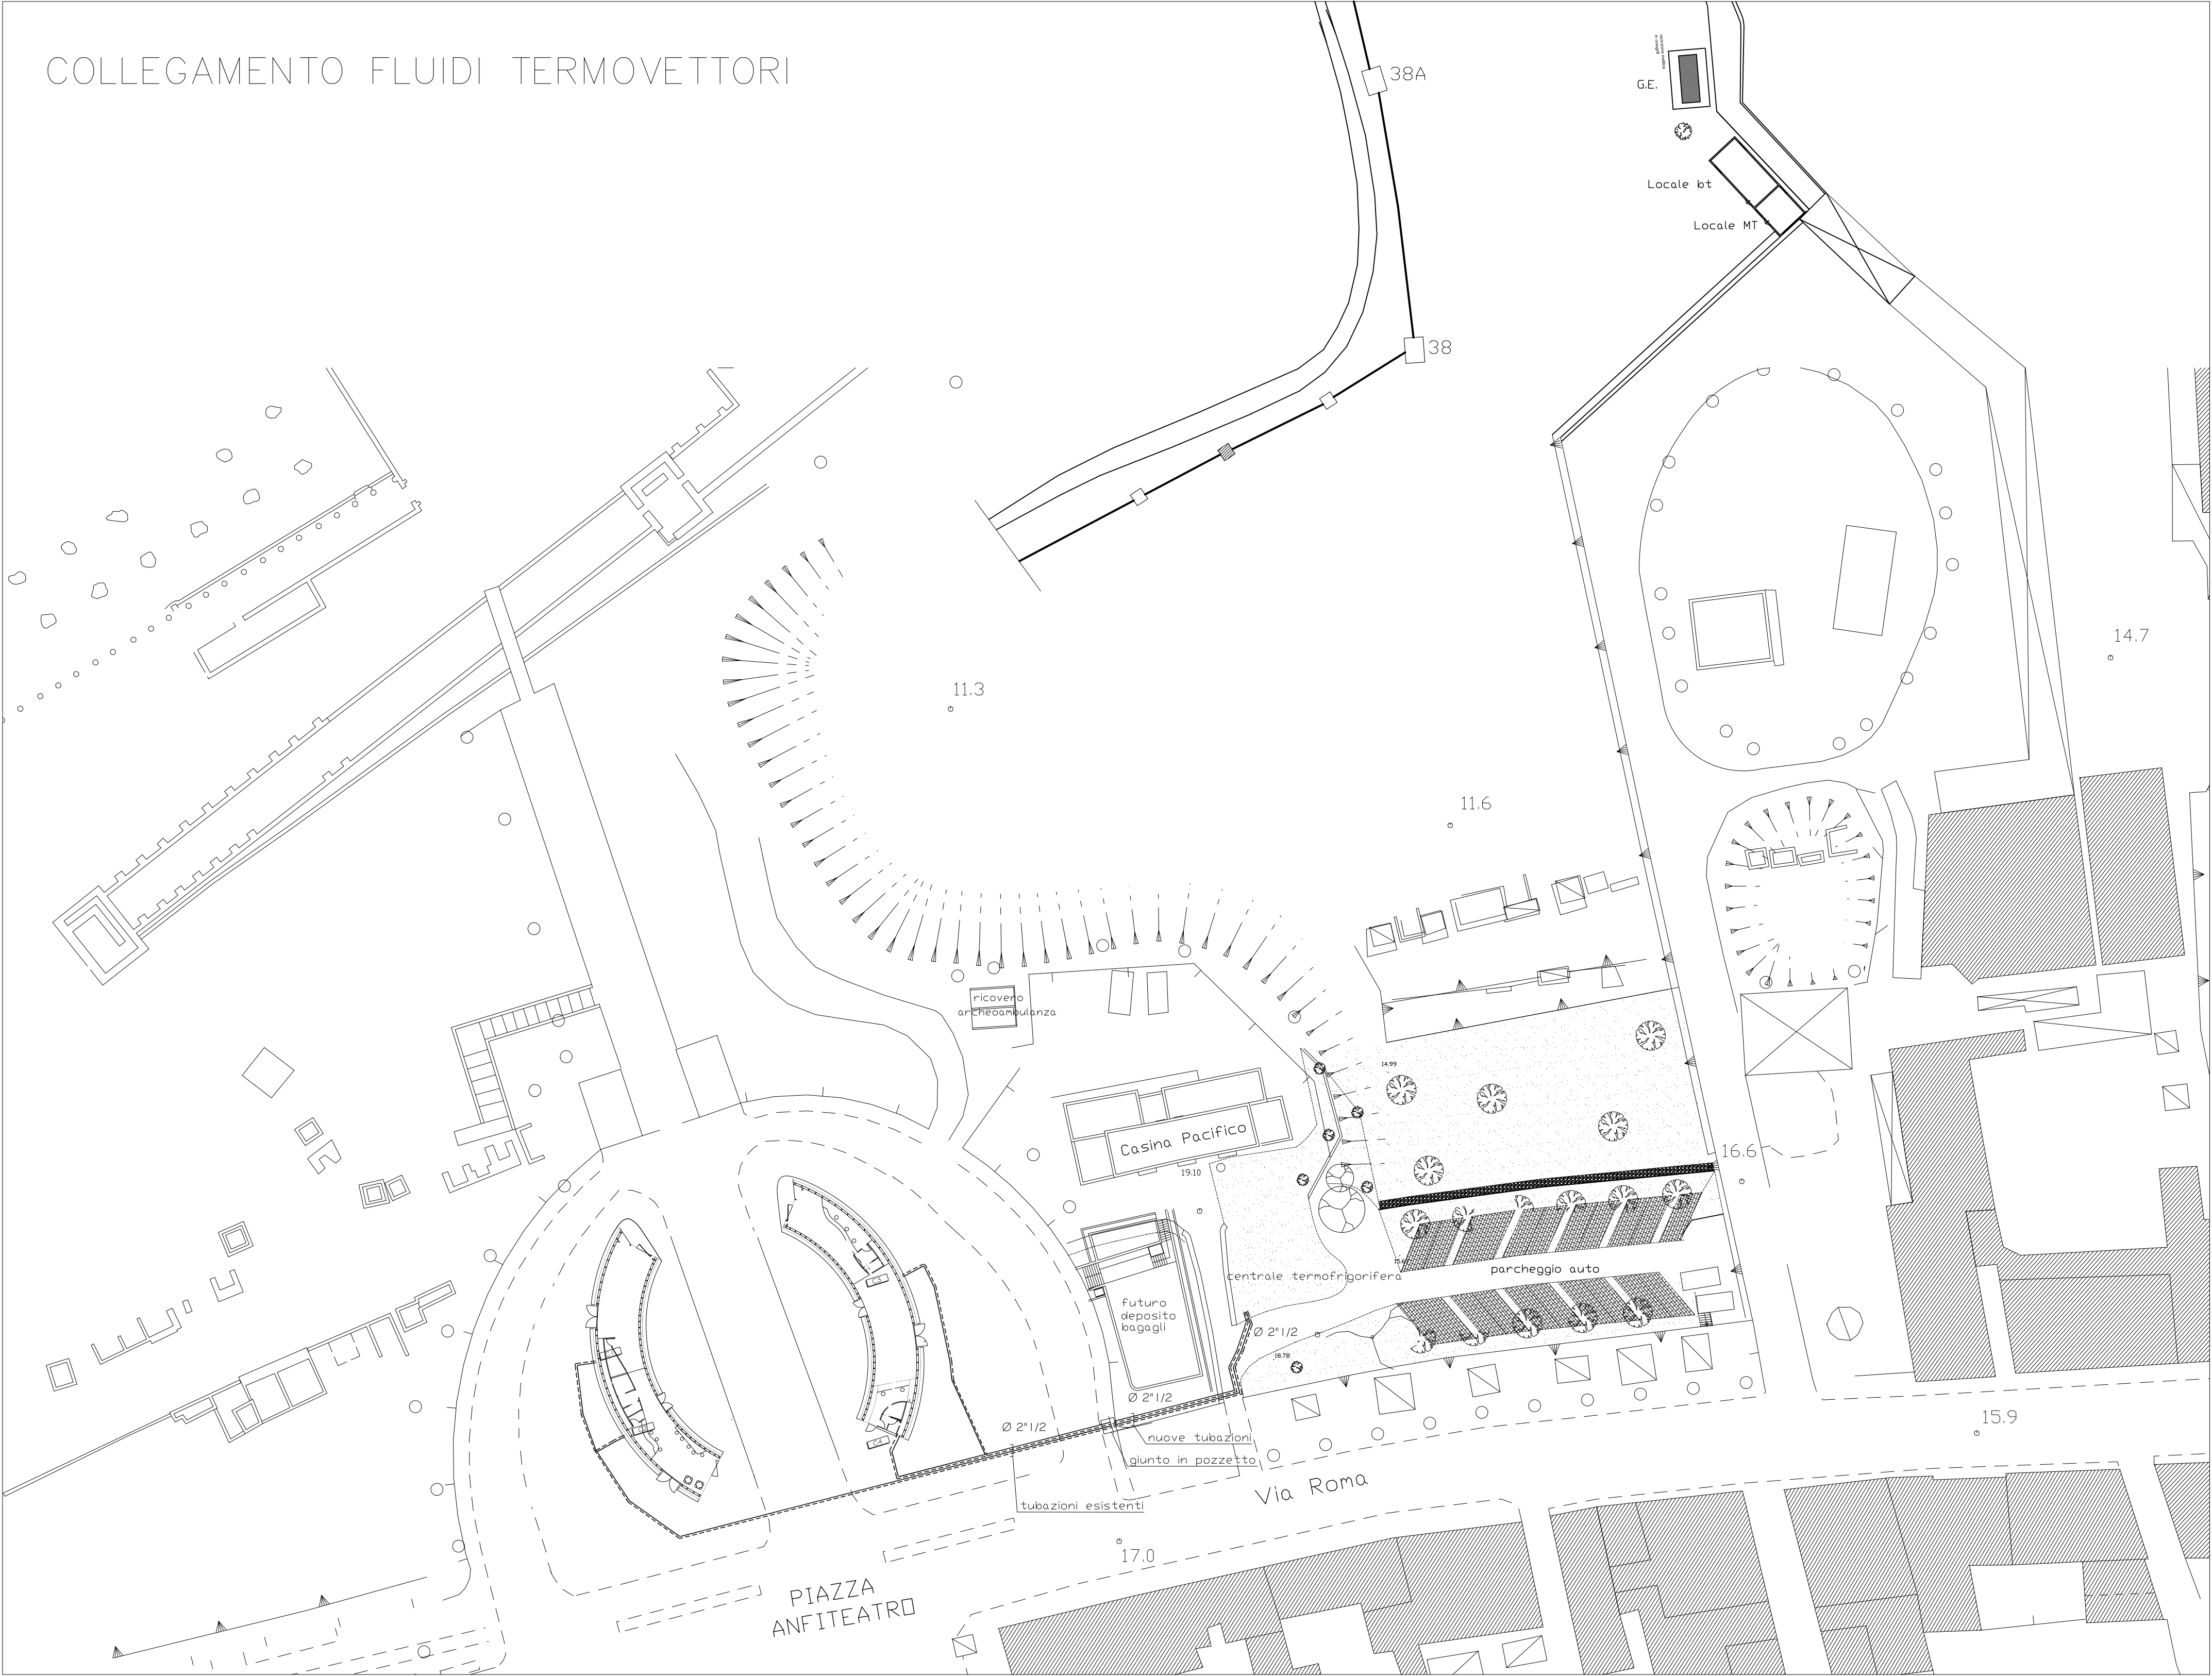 COLLEGAMENTO FLUIDI TERMOVETTORI
38A
G.E.
Locale bt
Locale MT
38
14.7
11.3
11.6
ricovero
archeoambulanza
14.99
Casina Pacifico
19.10
16.6
centrale termofrigorifera
parcheggio auto
futuro
deposito
bagagli
Ø 2"1/2
18.78
Ø 2"1/2
Ø 2"1/2
nuove tubazioni
giunto in pozzetto
tubazioni esistenti
Via Roma
15.9
17.0
PIAZZA
ANFITEATRO